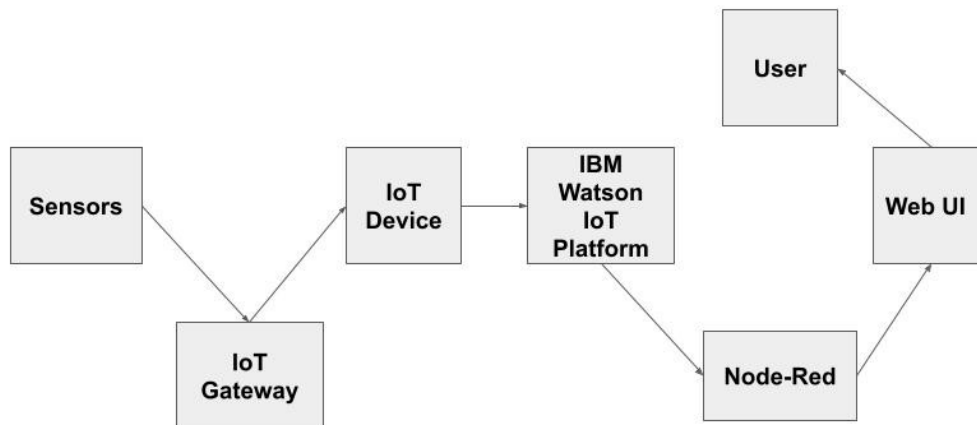 User
Sensors
IoT
Device
IBM
Watson
IoT
Platform
Web UI
IoT
Gateway
Node-Red